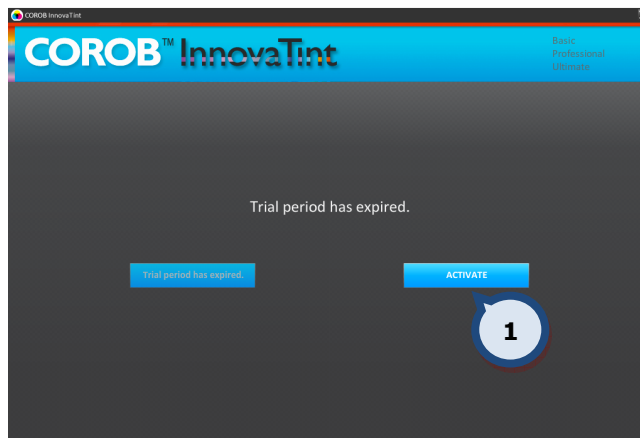 COROB InnovaTint
COROB™ InnovaTint
Basic
Professional
Ultimate
Trial period has expired.
Trial period has expired.
ACTIVATE
1